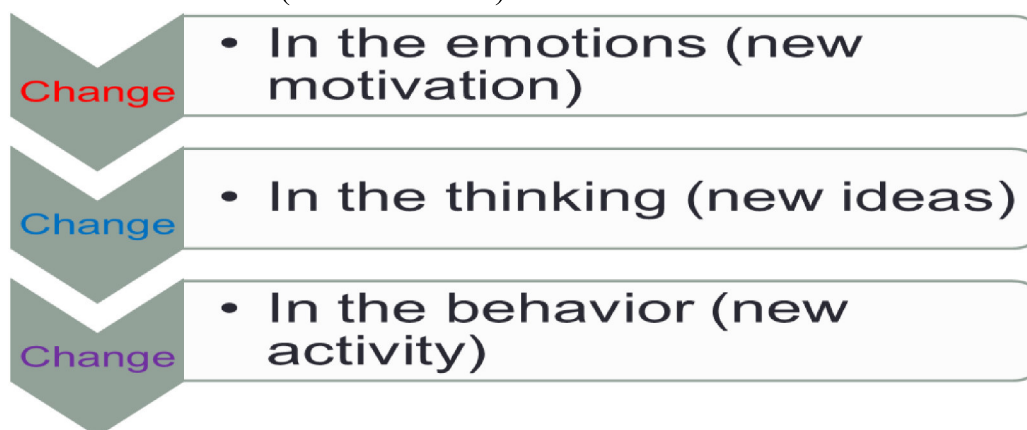 Change
• In the emotions (new
motivation)
Change
• In the thinking (new ideas)
Change
• In the behavior (new
activity)